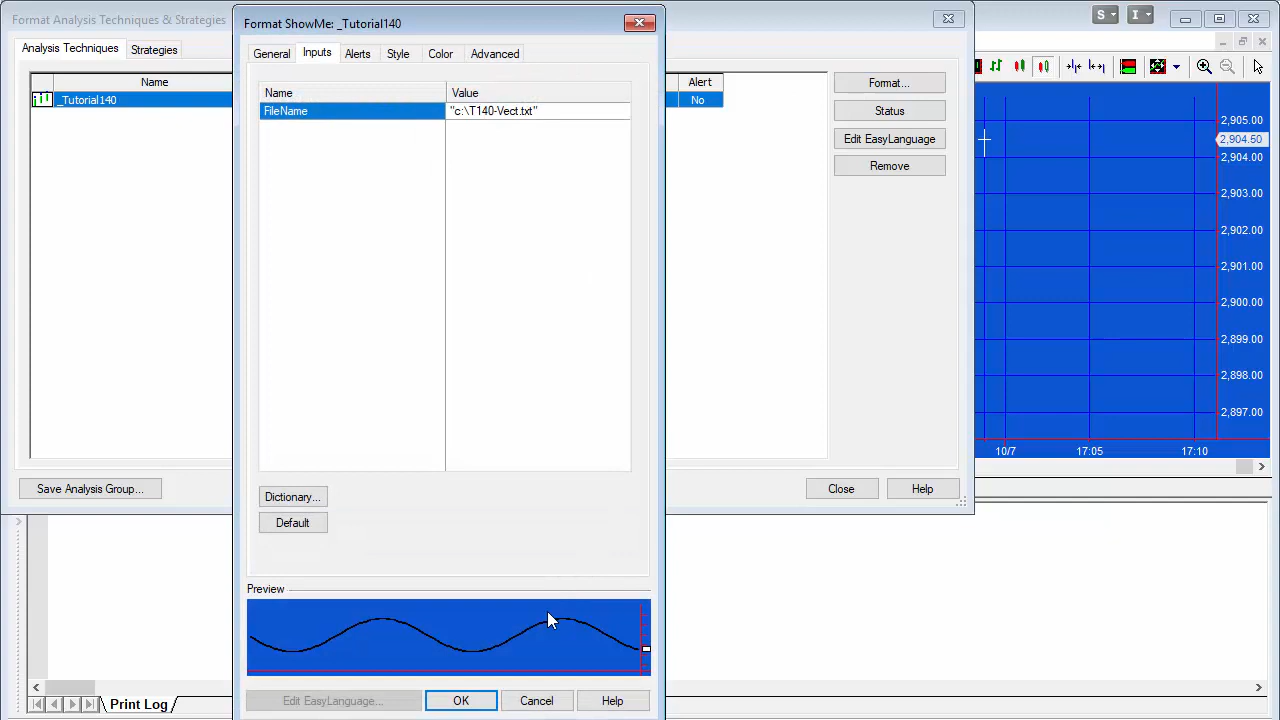 Format Analysis Techniques & Strategies
Format ShowMe: _Tutorial140
S
I
Analysis Techniques
Strategies
General
Inputs
Alerts
Style
Color
Advanced
Name
Alert
_Tutorial140
No
Name
Value
FileName
"c:\T140-Vect.txt"
Format...
Status
Edit EasyLanguage
Remove
2,905.00
2,904.50
2,904.00
2,903.00
2,902.00
2,901.00
2,900.00
2,899.00
2,898.00
2,897.00
10/7
17:05
17:10
Save Analysis Group...
Close
Help
Dictionary...
Default
Preview
Edit EasyLanguage...
OK
Cancel
Help
Print Log